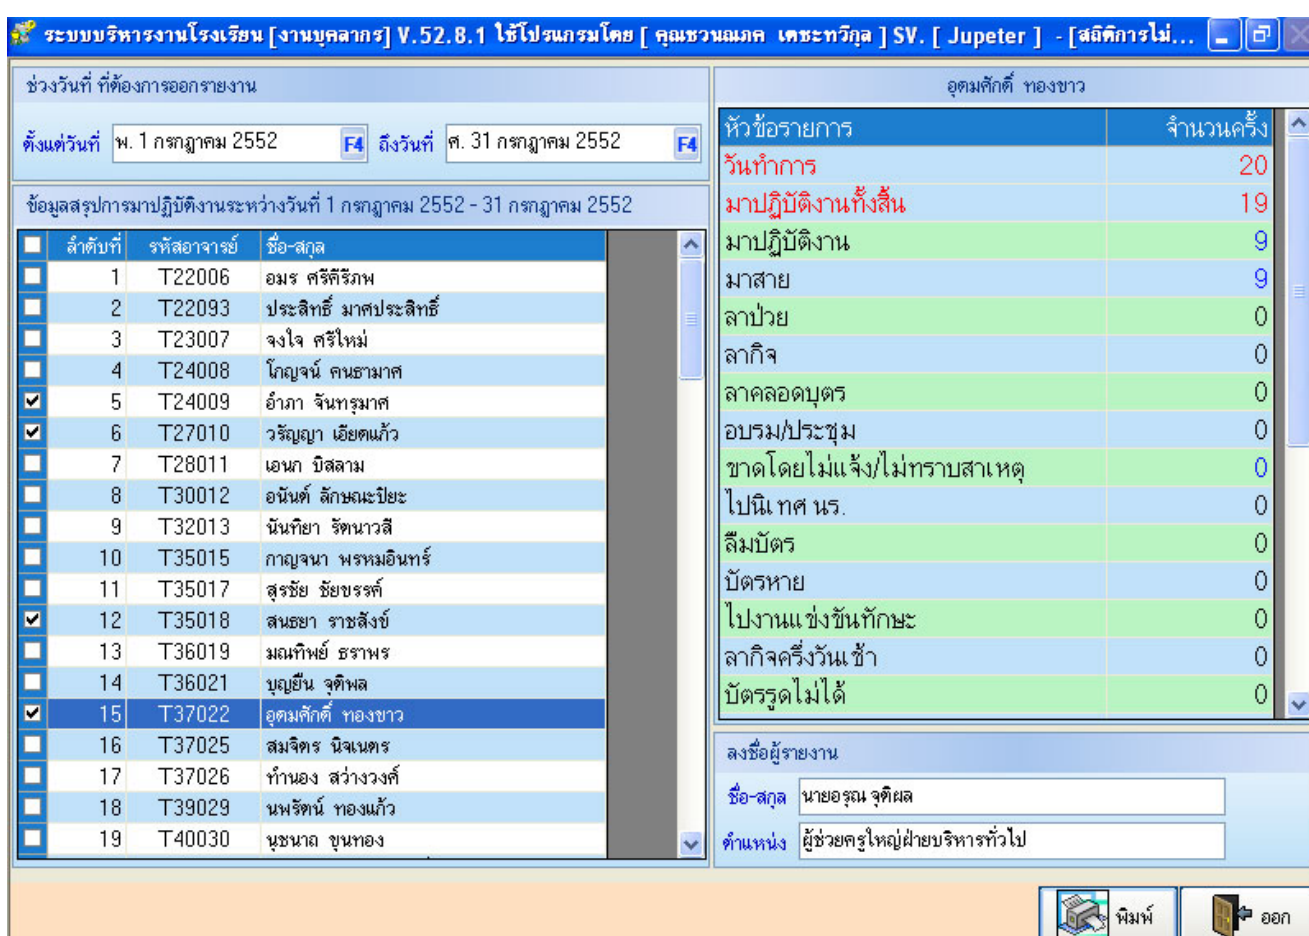 ระบบบริหารงานโรงเรียน [งานบุคลากร] V.52.8.1 ใช้โปรแกรมโดย [ คุณชวนณภค เตชะทวีกุล ] SV. [ Jupeter ] - [สถิติการไม่...
ช่วงวันที่ ที่ต้องการออกรายงาน
ตั้งแต่วันที่ พ. 1 กรกฎาคม 2552 F4 ถึงวันที่ ศ. 31 กรกฎาคม 2552 F4
ข้อมูลสรุปการมาปฏิบัติงานระหว่างวันที่ 1 กรกฎาคม 2552 - 31 กรกฎาคม 2552
ลำดับที่ รหัสอาจารย์ ชื่อ-สกุล
1 T22006 อมร ศรีคีรีภพ
2 T22093 ประสิทธิ์ มาศประสิทธิ์
3 T23007 จงใจ ศรีใหม่
4 T24008 โกญจน์ คนธามาศ
5 T24009 อำภา จันทรุมาศ
6 T27010 วรัญญา เอียดแก้ว
7 T28011 เอนก บิสลาม
8 T30012 อนันต์ ลักษณะปิยะ
9 T32013 นันทิยา รัตนาวลี
10 T35015 กาญจนา พรหมอินทร์
11 T35017 สุรชัย ชัยขรรค์
12 T35018 สนธยา ราชสังข์
13 T36019 มณทิพย์ ธราพร
14 T36021 บุญยืน จุติพล
15 T37022 อุดมศักดิ์ ทองขาว
16 T37025 สมจิตร นิจเนตร
17 T37026 ทำนอง สว่างวงศ์
18 T39029 นพรัตน์ ทองแก้ว
19 T40030 นุชนาถ ขุนทอง
อุดมศักดิ์ ทองขาว
หัวข้อรายการ จำนวนครั้ง
วันทำการ 20
มาปฏิบัติงานทั้งสิ้น 19
มาปฏิบัติงาน 9
มาสาย 9
ลาป่วย 0
ลากิจ 0
ลาคลอดบุตร 0
อบรม/ประชุม 0
ขาดโดยไม่แจ้ง/ไม่ทราบสาเหตุ 0
ไปนิเทศ นร. 0
ลืมบัตร 0
บัตรหาย 0
ไปงานแข่งขันทักษะ 0
ลากิจครึ่งวันเช้า 0
บัตรรูดไม่ได้ 0
ลงชื่อผู้รายงาน
ชื่อ-สกุล นายอรุณ จุติผล
ตำแหน่ง ผู้ช่วยครูใหญ่ฝ่ายบริหารทั่วไป
พิมพ์ ออก